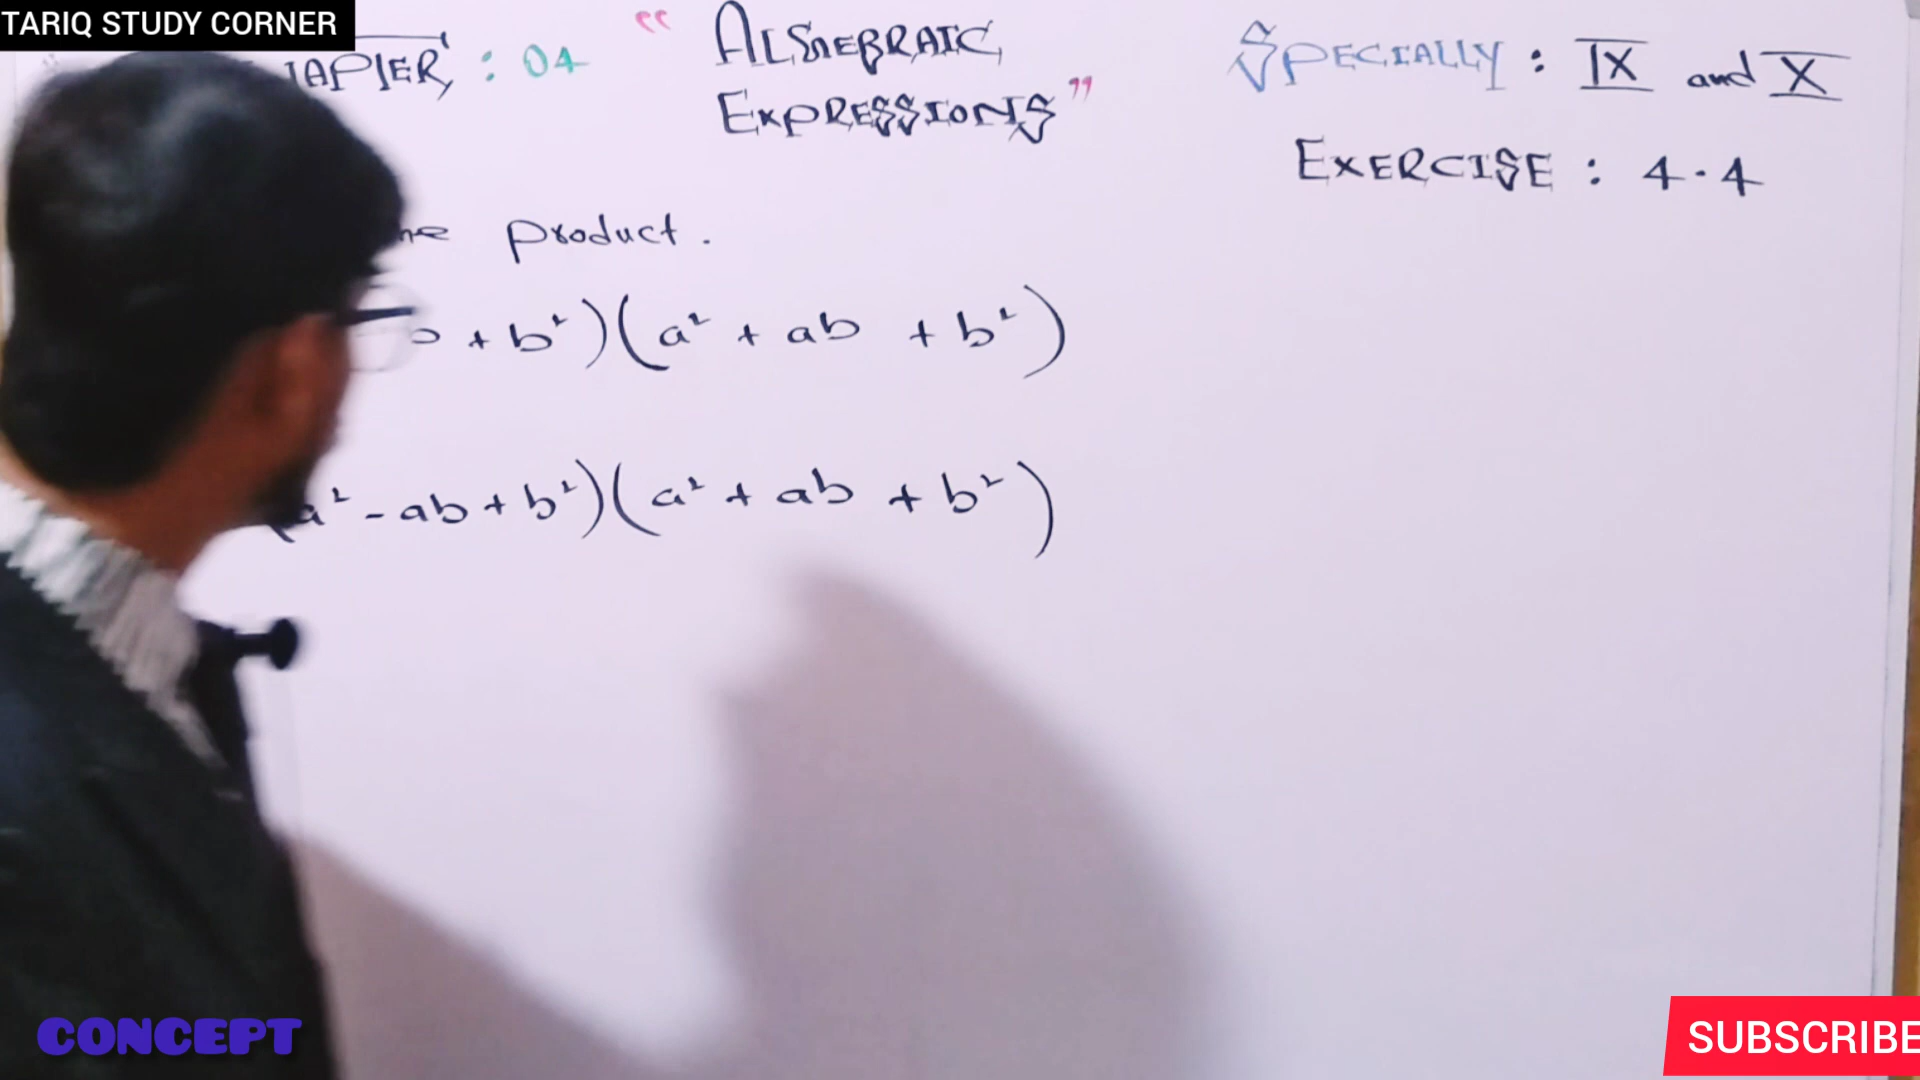 TARIQ STUDY CORNER
: 04 " ALGEBRAIC
EXPRESSIONS "
SPECIALLY : IX and X
EXERCISE : 4.4
product .
+ b²)(a² + ab + b²)
(a² - ab + b²)(a² + ab + b²)
CONCEPT
SUBSCRIBE